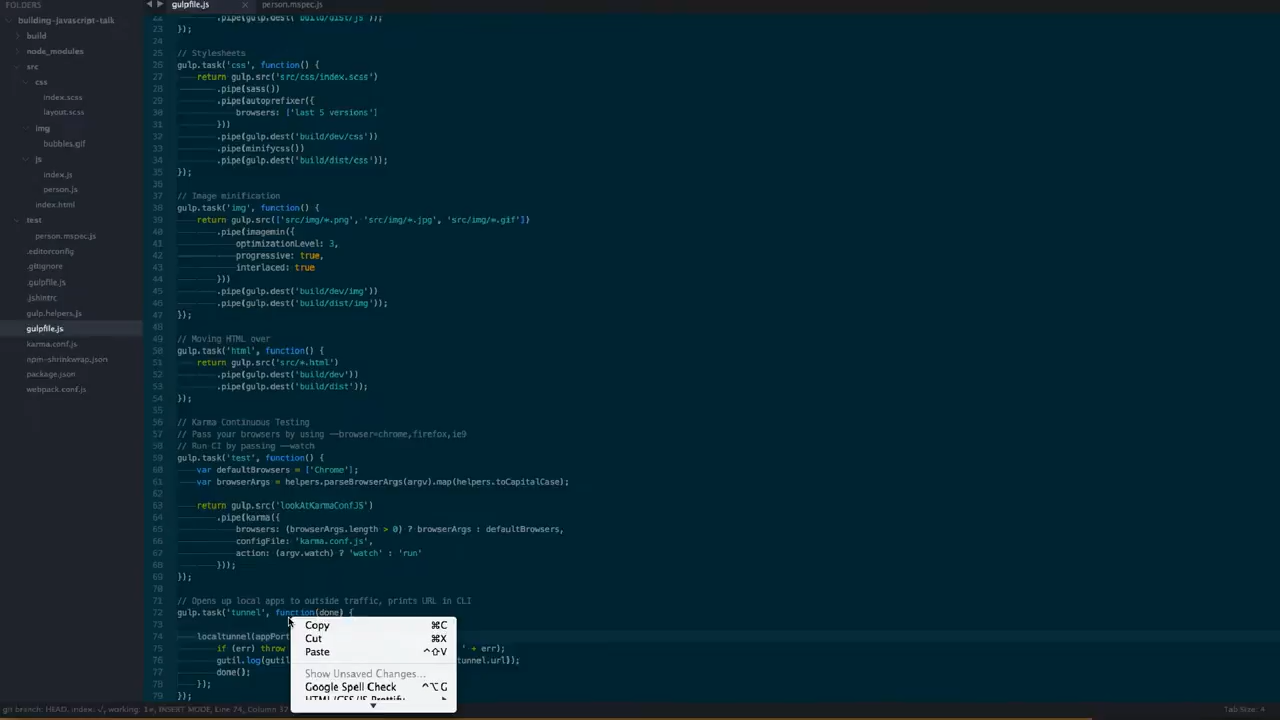 FOLDERS
building-javascript-talk
build
node_modules
src
css
index.scss
layout.scss
img
bubbles.gif
js
index.js
person.js
index.html
test
person.mspec.js
.editorconfig
.gitignore
.gulpfile.js
.jshintrc
gulp.helpers.js
gulpfile.js
karma.conf.js
npm-shrinkwrap.json
package.json
webpack.conf.js
gulpfile.js × person.mspec.js
22 .pipe(gulp.dest('build/dist/js'));
23 });
24
25 // Stylesheets
26 gulp.task('css', function() {
27 return gulp.src('src/css/index.scss')
28 .pipe(sass())
29 .pipe(autoprefixer({
30 browsers: ['last 5 versions']
31 }))
32 .pipe(gulp.dest('build/dev/css'))
33 .pipe(minifycss())
34 .pipe(gulp.dest('build/dist/css'));
35 });
36
37 // Image minification
38 gulp.task('img', function() {
39 return gulp.src(['src/img/*.png', 'src/img/*.jpg', 'src/img/*.gif'])
40 .pipe(imagemin({
41 optimizationLevel: 3,
42 progressive: true,
43 interlaced: true
44 }))
45 .pipe(gulp.dest('build/dev/img'))
46 .pipe(gulp.dest('build/dist/img'));
47 });
48
49 // Moving HTML over
50 gulp.task('html', function() {
51 return gulp.src('src/*.html')
52 .pipe(gulp.dest('build/dev'))
53 .pipe(gulp.dest('build/dist'));
54 });
55
56 // Karma Continuous Testing
57 // Pass your browsers by using --browser=chrome,firefox,ie9
58 // Run CI by passing --watch
59 gulp.task('test', function() {
60 var defaultBrowsers = ['Chrome'];
61 var browserArgs = helpers.parseBrowserArgs(argv).map(helpers.toCapitalCase);
62
63 return gulp.src('lookAtKarmaConfJS')
64 .pipe(karma({
65 browsers: (browserArgs.length > 0) ? browserArgs : defaultBrowsers,
66 configFile: 'karma.conf.js',
67 action: (argv.watch) ? 'watch' : 'run'
68 }));
69 });
70
71 // Opens up local apps to outside traffic, prints URL in CLI
72 gulp.task('tunnel', function(done) {
73
74 localtunnel(appPort
75 if (err) throw ' + err);
76 gutil.log(gutil tunnel.url));
77 done();
78 });
79 });
Copy ⌘C
Cut ⌘X
Paste ^⇧V
Show Unsaved Changes...
Google Spell Check ^⌥G
HTML/CSS/JS Prettify
git branch: HEAD, index: ✓, working: 1≠, INSERT MODE, Line 74, Column 37
Tab Size: 4